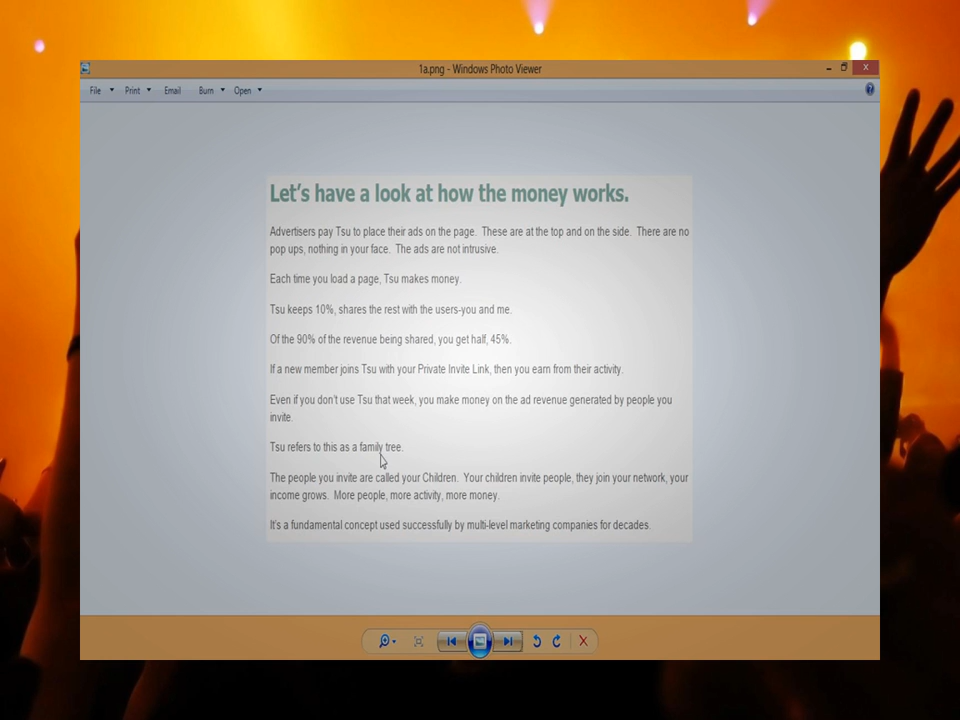 1a.png - Windows Photo Viewer
File Print Email Burn Open
Let's have a look at how the money works.
Advertisers pay Tsu to place their ads on the page. These are at the top and on the side. There are no
pop ups, nothing in your face. The ads are not intrusive.
Each time you load a page, Tsu makes money.
Tsu keeps 10%, shares the rest with the users-you and me.
Of the 90% of the revenue being shared, you get half, 45%.
If a new member joins Tsu with your Private Invite Link, then you earn from their activity.
Even if you don't use Tsu that week, you make money on the ad revenue generated by people you
invite.
Tsu refers to this as a family tree.
The people you invite are called your Children. Your children invite people, they join your network, your
income grows. More people, more activity, more money.
It's a fundamental concept used successfully by multi-level marketing companies for decades.